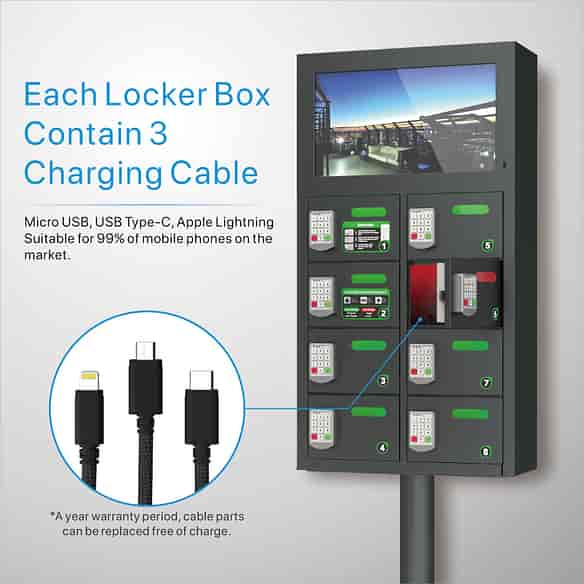 Each Locker Box
Contain 3
Charging Cable
Micro USB, USB Type-C, Apple Lightning
Suitable for 99% of mobile phones on the
market.
1
5
2
3
7
4
*A year warranty period, cable parts
can be replaced free of charge.